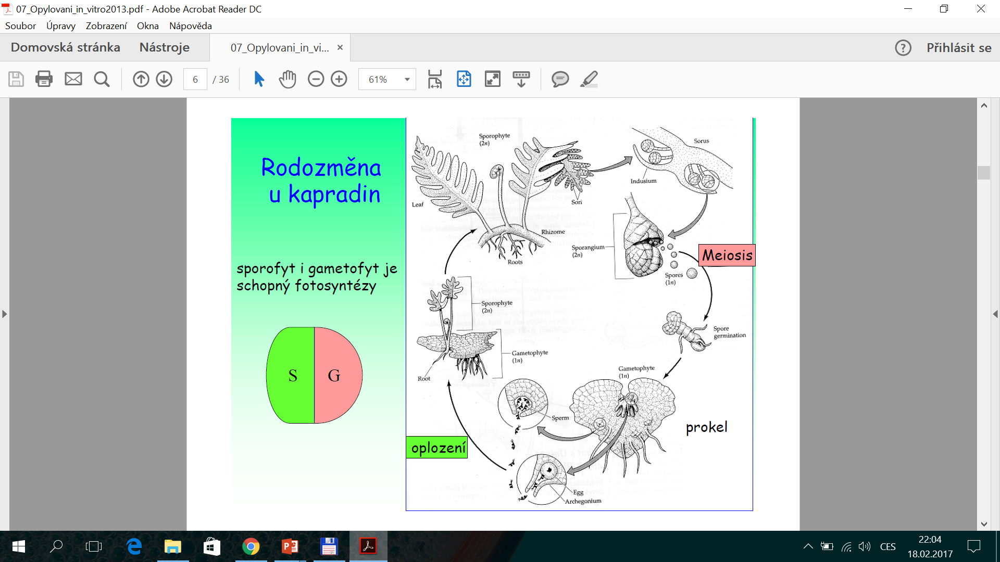 07_Opylovani_in_vitro2013.pdf - Adobe Acrobat Reader DC
Soubor Úpravy Zobrazení Okna Nápověda
Domovská stránka Nástroje 07_Opylovani_in_vi... Přihlásit se
6 / 36 61%
Rodozměna
u kapradin
sporofyt i gametofyt je
schopný fotosyntézy
S G
Sporophyte
(2n)
Sorus
Indusium
Leaf
Sori
Rhizome
Sporangium
(2n)
Roots
Meiosis
Spores
(1n)
Sporophyte
(2n)
Spore
germination
Gametophyte
(1n)
Root
Gametophyte
(1n)
Sperm
prokel
oplození
Egg
Archegonium
CES
22:04
18.02.2017